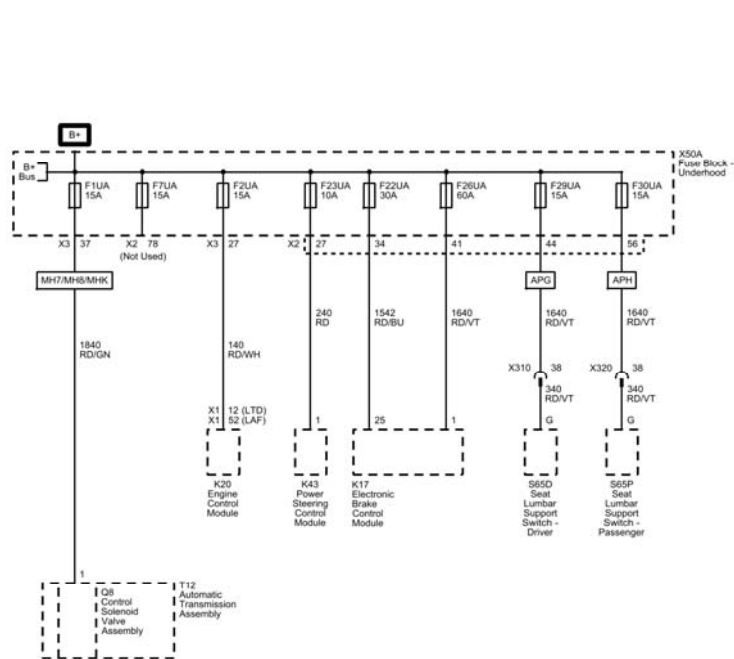 B+
X50A
Fuse Block -
Underhood
B+
Bus
F1UA
15A
F7UA
15A
F2UA
15A
F23UA
10A
F22UA
30A
F26UA
60A
F29UA
15A
F30UA
15A
X3 37
X2 78
X3 27
X2 27
34
41
44
56
(Not Used)
MH7/MH8/MHK
APG
APH
240
RD
1542
RD/BU
1640
RD/VT
1640
RD/VT
1640
RD/VT
1840
RD/GN
140
RD/WH
X310 38
X320 38
340
RD/VT
340
RD/VT
X1 12 (LTD)
X1 52 (LAF)
1
25
1
G
G
K20
Engine
Control
Module
K43
Power
Steering
Control
Module
K17
Electronic
Brake
Control
Module
S65D
Seat
Lumbar
Support
Switch -
Driver
S65P
Seat
Lumbar
Support
Switch -
Passenger
1
Q8
Control
Solenoid
Valve
Assembly
T12
Automatic
Transmission
Assembly